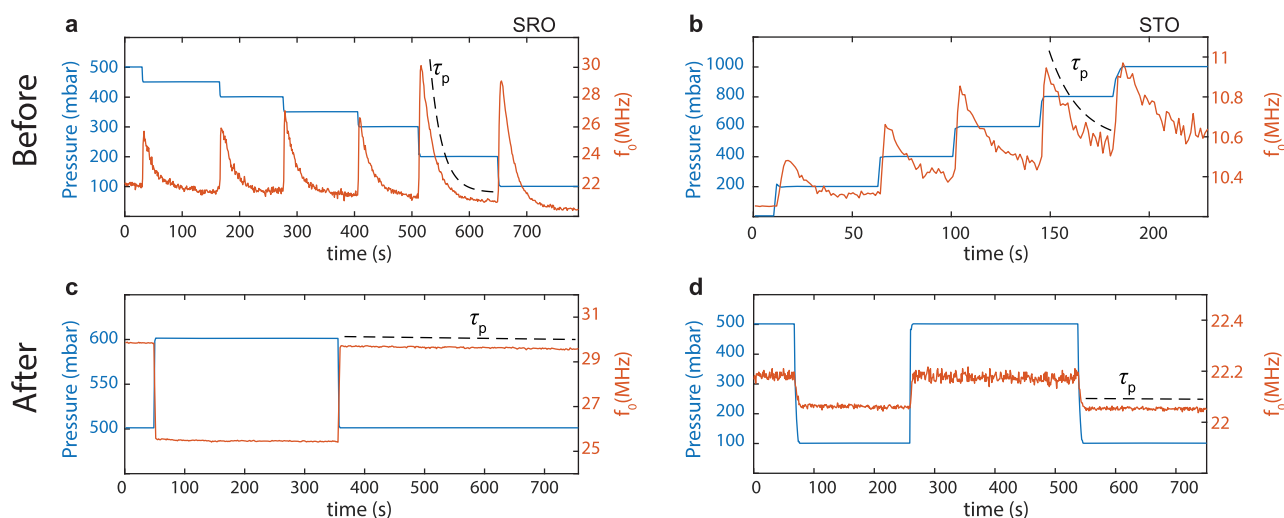 a
SRO
Before
Pressure (mbar)
500
400
300
200
100
τp
30
28
26
24
22
f0(MHz)
0 100 200 300 400 500 600 700
time (s)
b
STO
Pressure (mbar)
1000
800
600
400
200
τp
11
10.8
10.6
10.4
f0(MHz)
0 50 100 150 200
time (s)
c
After
Pressure (mbar)
600
550
500
τp
31
29
27
26
25
f0(MHz)
0 100 200 300 400 500 600 700
time (s)
d
Pressure (mbar)
500
400
300
200
100
τp
22.4
22.2
22
f0(MHz)
0 100 200 300 400 500 600 700
time (s)